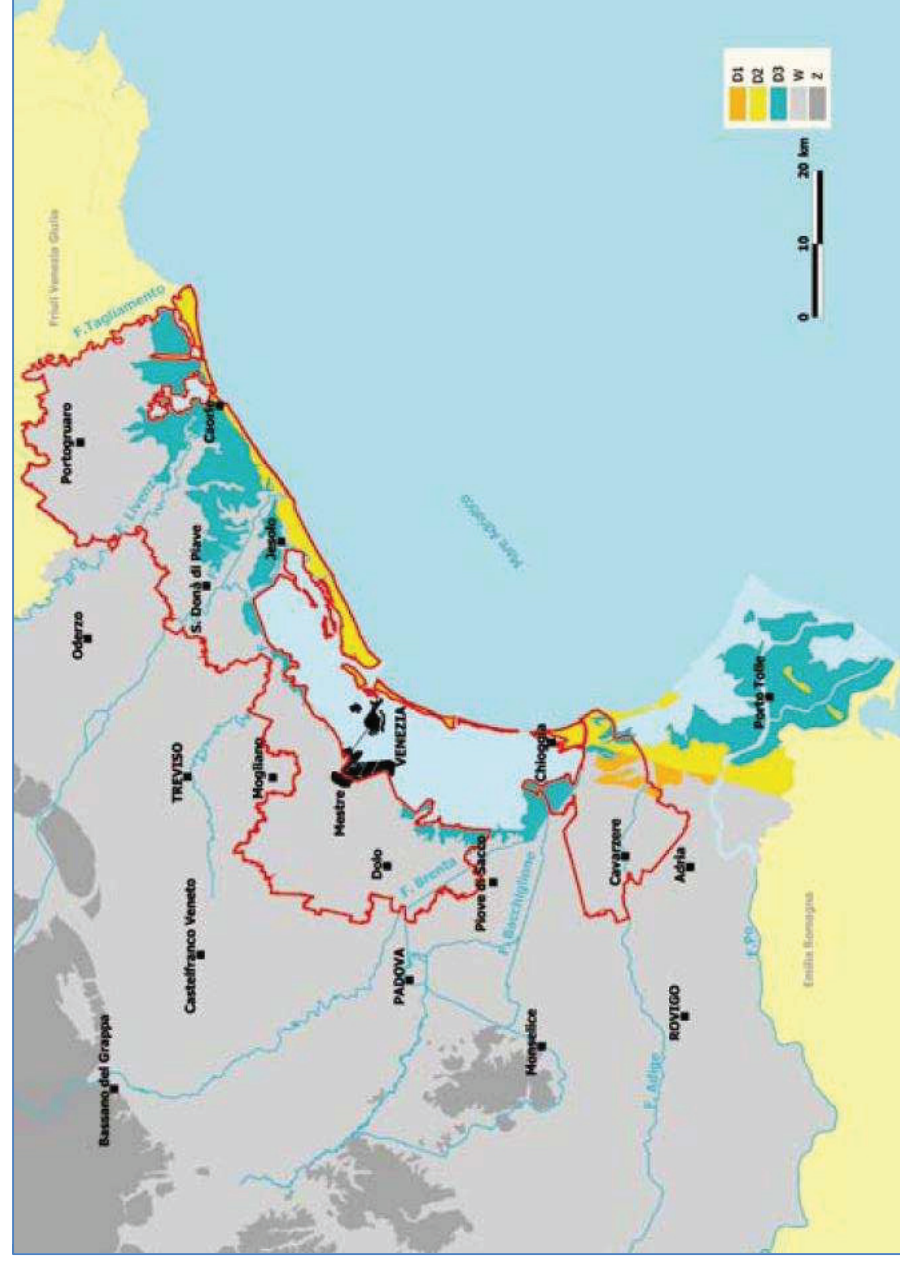 Friuli Venezia Giulia
Portogruaro
Oderzo
Bassano del Grappa
F.Tagliamento
F. Livenza
TREVISO
Castelfranco Veneto
S. Donà di Piave
Caorle
Mogliano
Jesolo
Mestre
Dolo
PADOVA
VENEZIA
F. Brenta
Piove di Sacco
Mare Adriatico
F. Bacchiglione
Monselice
Chioggia
Cavarzere
F. Adige
ROVIGO
Adria
F.Po
Porto Tolle
Emilia Romagna
D1
D2
D3
W
Z
0 10 20 km